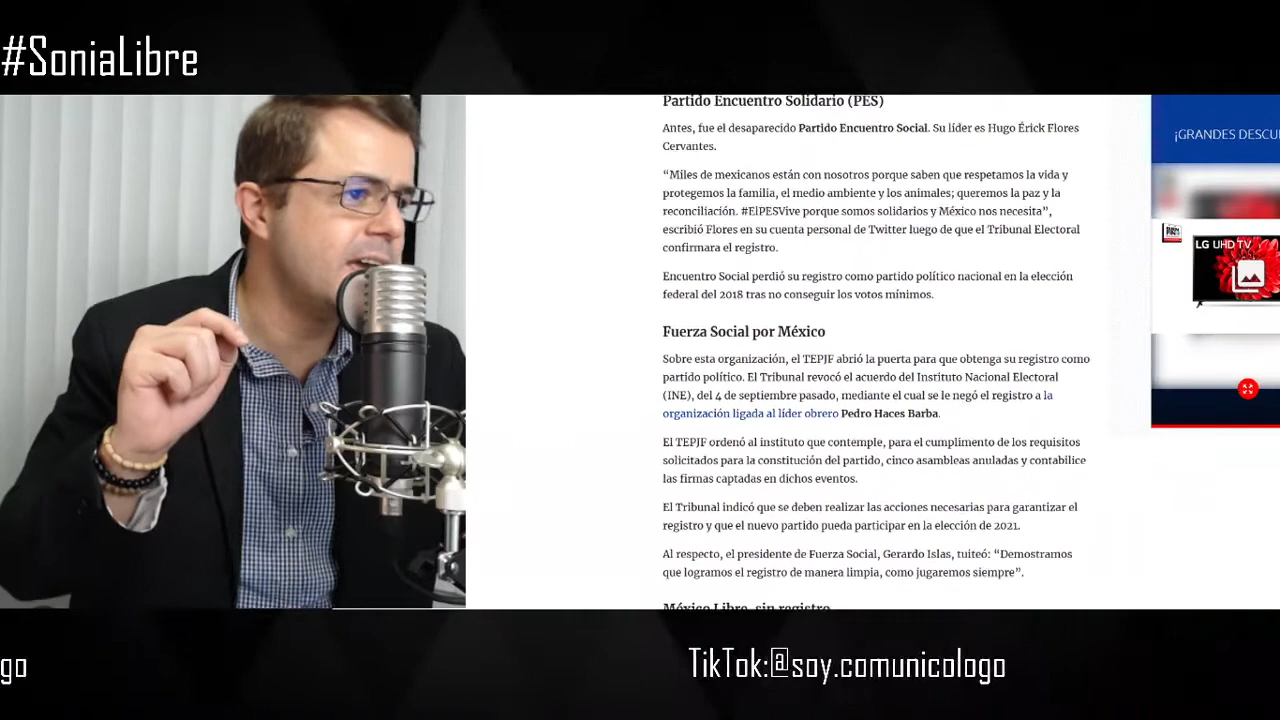 #SoniaLibre
Partido Encuentro Solidario (PES)
Antes, fue el desaparecido Partido Encuentro Social. Su líder es Hugo Érick Flores
Cervantes.
“Miles de mexicanos están con nosotros porque saben que respetamos la vida y
protegemos la familia, el medio ambiente y los animales; queremos la paz y la
reconciliación. #ElPESVive porque somos solidarios y México nos necesita”,
escribió Flores en su cuenta personal de Twitter luego de que el Tribunal Electoral
confirmara el registro.
Encuentro Social perdió su registro como partido político nacional en la elección
federal del 2018 tras no conseguir los votos mínimos.
Fuerza Social por México
Sobre esta organización, el TEPJF abrió la puerta para que obtenga su registro como
partido político. El Tribunal revocó el acuerdo del Instituto Nacional Electoral
(INE), del 4 de septiembre pasado, mediante el cual se le negó el registro a la
organización ligada al líder obrero Pedro Haces Barba.
El TEPJF ordenó al instituto que contemple, para el cumplimento de los requisitos
solicitados para la constitución del partido, cinco asambleas anuladas y contabilice
las firmas captadas en dichos eventos.
El Tribunal indicó que se deben realizar las acciones necesarias para garantizar el
registro y que el nuevo partido pueda participar en la elección de 2021.
Al respecto, el presidente de Fuerza Social, Gerardo Islas, tuiteó: “Demostramos
que logramos el registro de manera limpia, como jugaremos siempre”.
México Libre, sin registro
¡GRANDES DESCU
LG UHD TV
go
TikTok:@soy.comunicologo